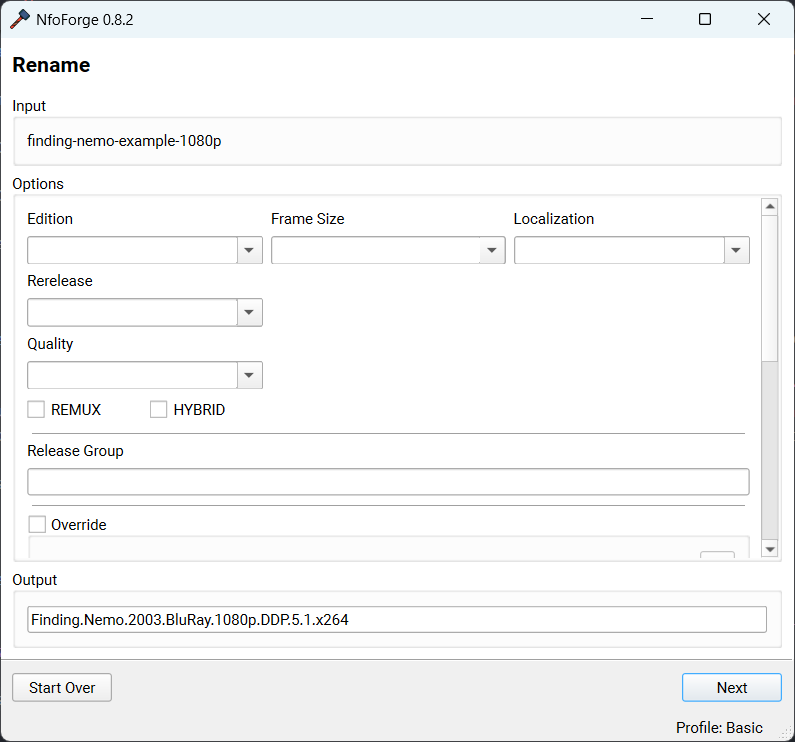 NfoForge 0.8.2
Rename
Input
finding-nemo-example-1080p
Options
Edition Frame Size Localization
Rerelease
Quality
REMUX HYBRID
Release Group
Override
Output
Finding.Nemo.2003.BluRay.1080p.DDP.5.1.x264
Start Over Next
Profile: Basic